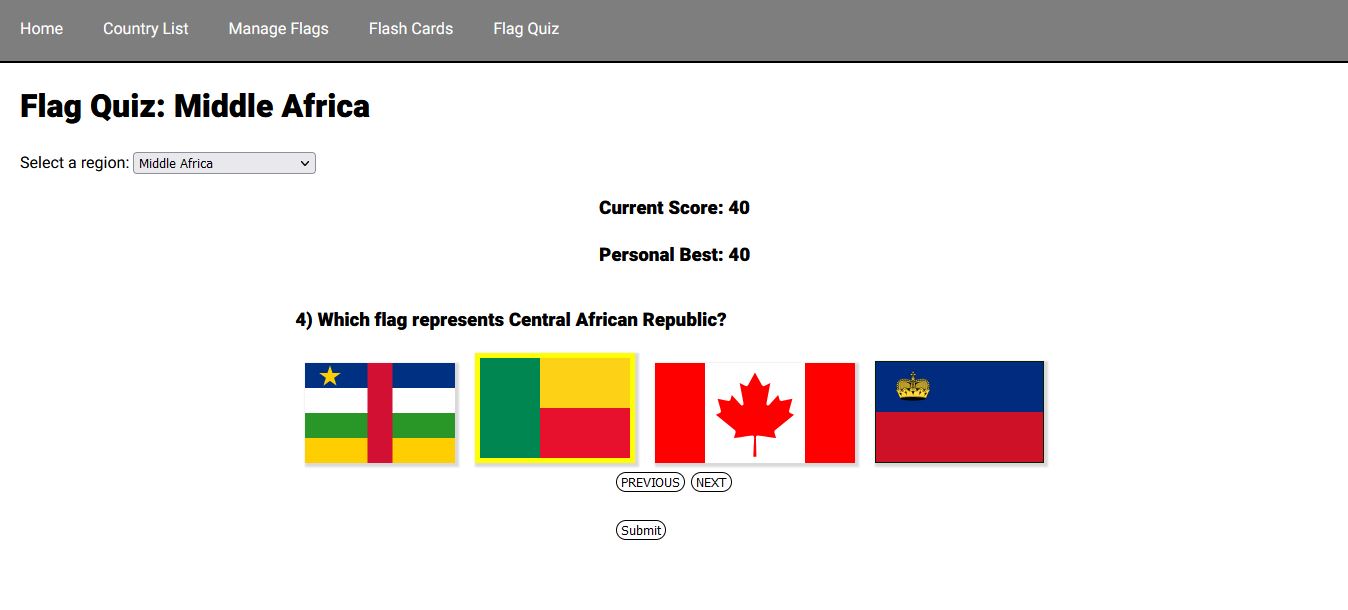 Home Country List Manage Flags Flash Cards Flag Quiz
Flag Quiz: Middle Africa
Select a region: Middle Africa
Current Score: 40
Personal Best: 40
4) Which flag represents Central African Republic?
PREVIOUS NEXT
Submit